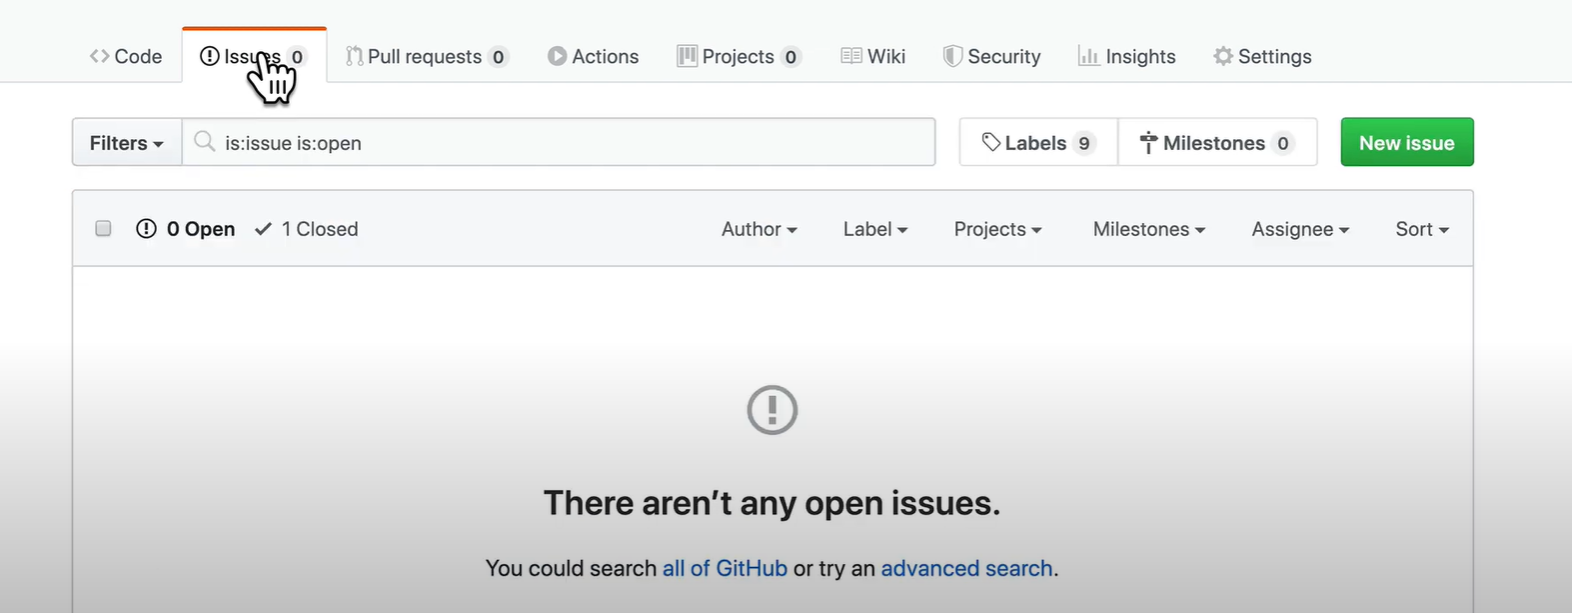 Code Issues 0 Pull requests 0 Actions Projects 0 Wiki Security Insights Settings
Filters is:issue is:open Labels 9 Milestones 0 New issue
0 Open 1 Closed Author Label Projects Milestones Assignee Sort
There aren't any open issues.
You could search all of GitHub or try an advanced search.